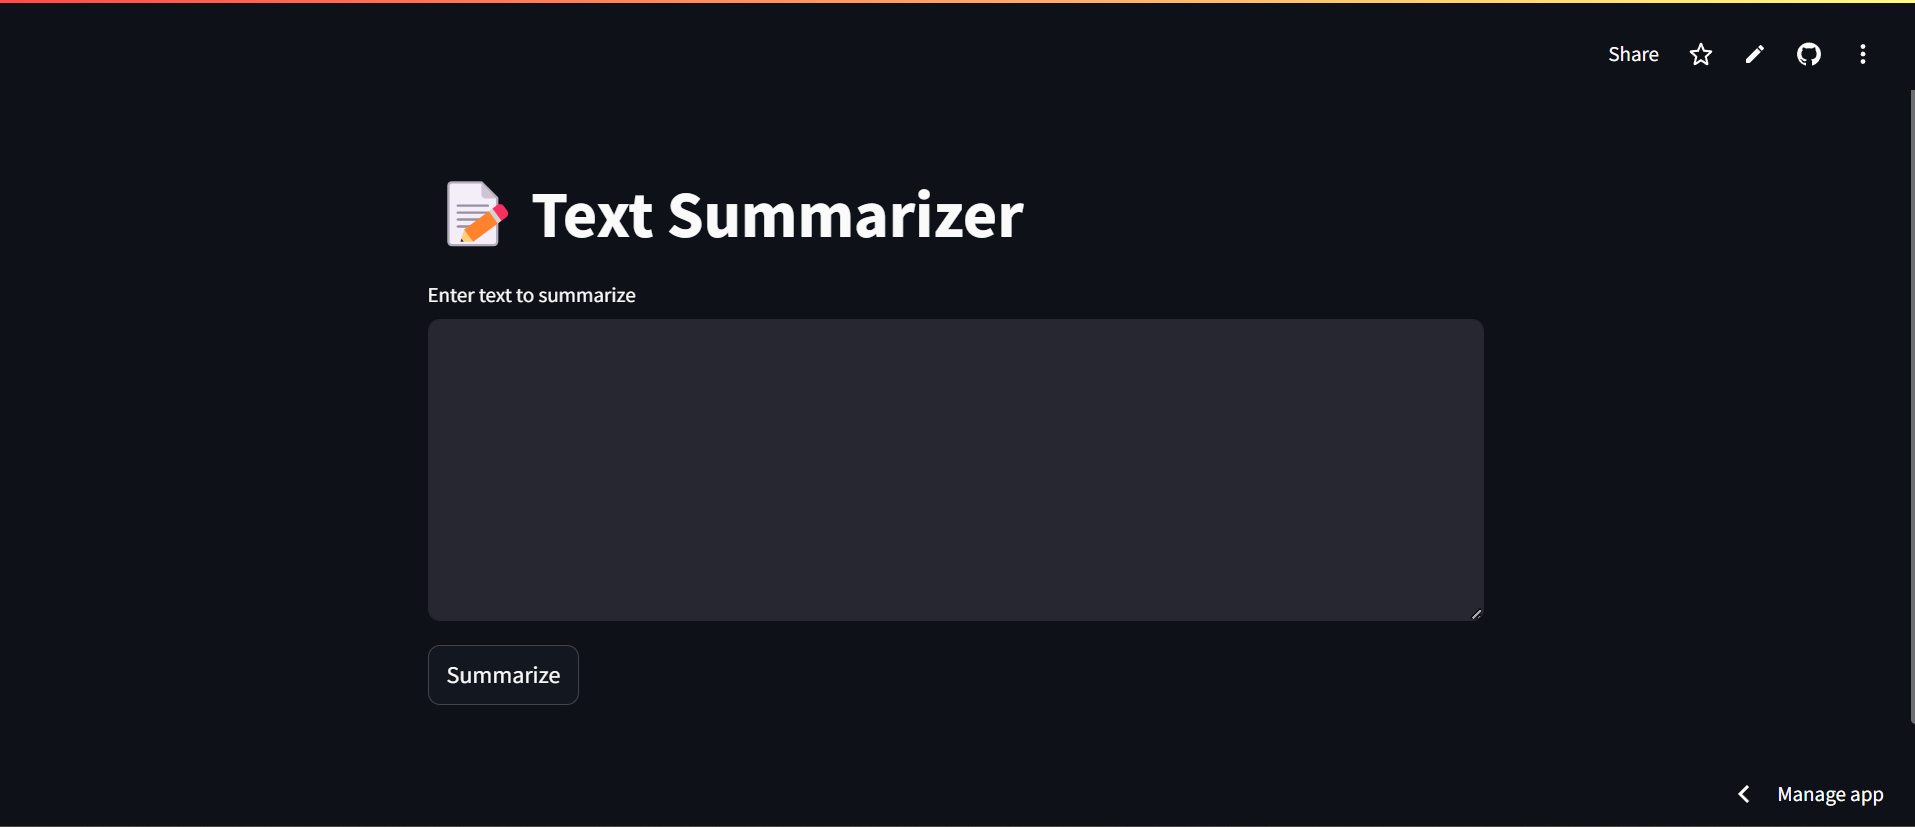 Share
Text Summarizer
Enter text to summarize
Summarize
Manage app